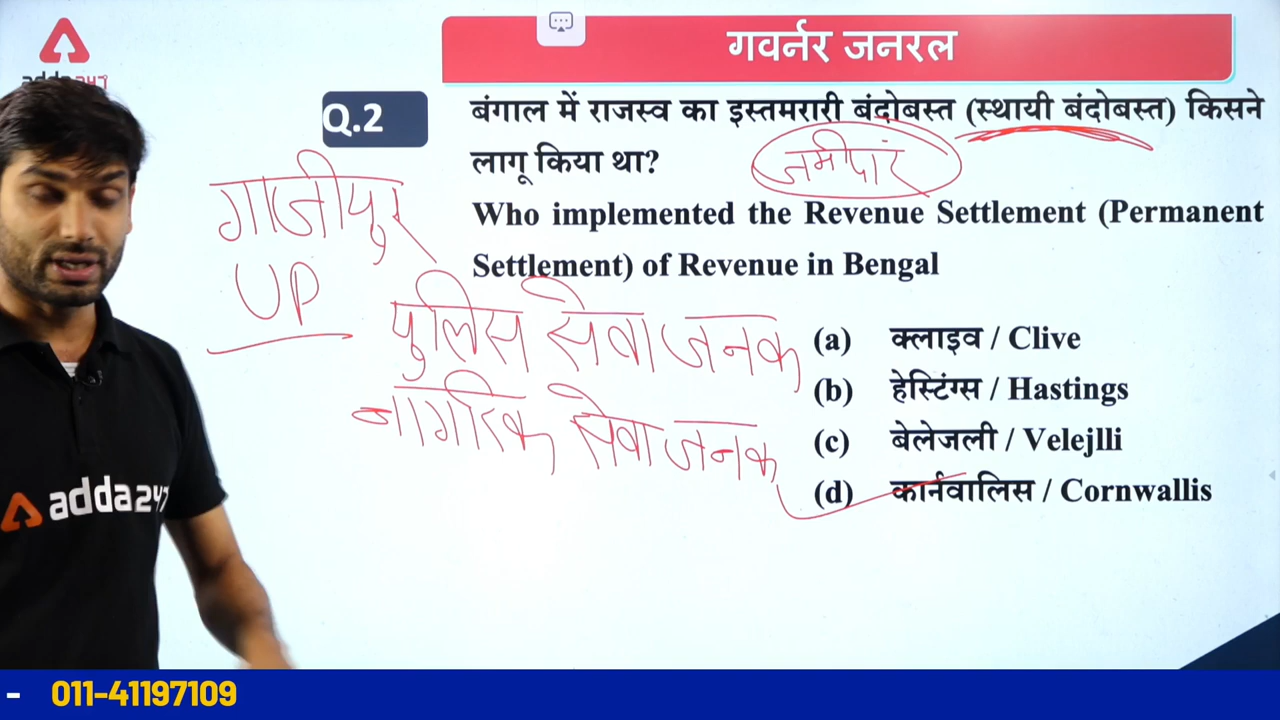 adda247
गवर्नर जनरल
Q.2
बंगाल में राजस्व का इस्तमरारी बंदोबस्त (स्थायी बंदोबस्त) किसने
लागू किया था?
जमीदार
Who implemented the Revenue Settlement (Permanent
Settlement) of Revenue in Bengal
गाजीपुर
UP
पुलिस सेवा जनक
नागरिक सेवा जनक
(a) क्लाइव / Clive
(b) हेस्टिंग्स / Hastings
(c) बेलेजली / Velejlli
(d) कार्नवालिस / Cornwallis
adda247
- 011-41197109